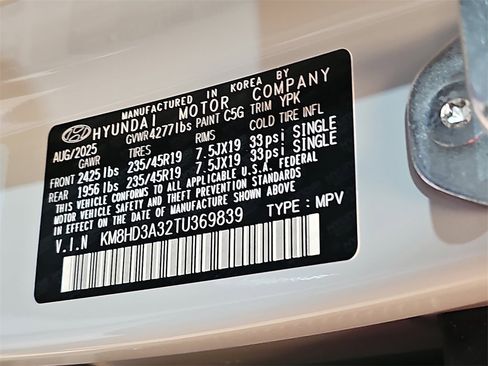 MANUFACTURED IN KOREA BY
HYUNDAI MOTOR COMPANY
AUG/2025 GVWR4277lbs PAINT C5G TRIM YPK
GAWR TIRES RIMS COLD TIRE INFL
FRONT 2425 lbs 235/45R19 7.5JX19 33psi SINGLE
REAR 1956 lbs 235/45R19 7.5JX19 33psi SINGLE
THIS VEHICLE CONFORMS TO ALL APPLICABLE U.S.A FEDERAL
MOTOR VEHICLE SAFETY AND THEFT PREVENTION STANDARDS
IN EFFECT ON THE DATE OF MANUFACTURE SHOWN ABOVE
V.I.N KM8HD3A32TU369839 TYPE : MPV